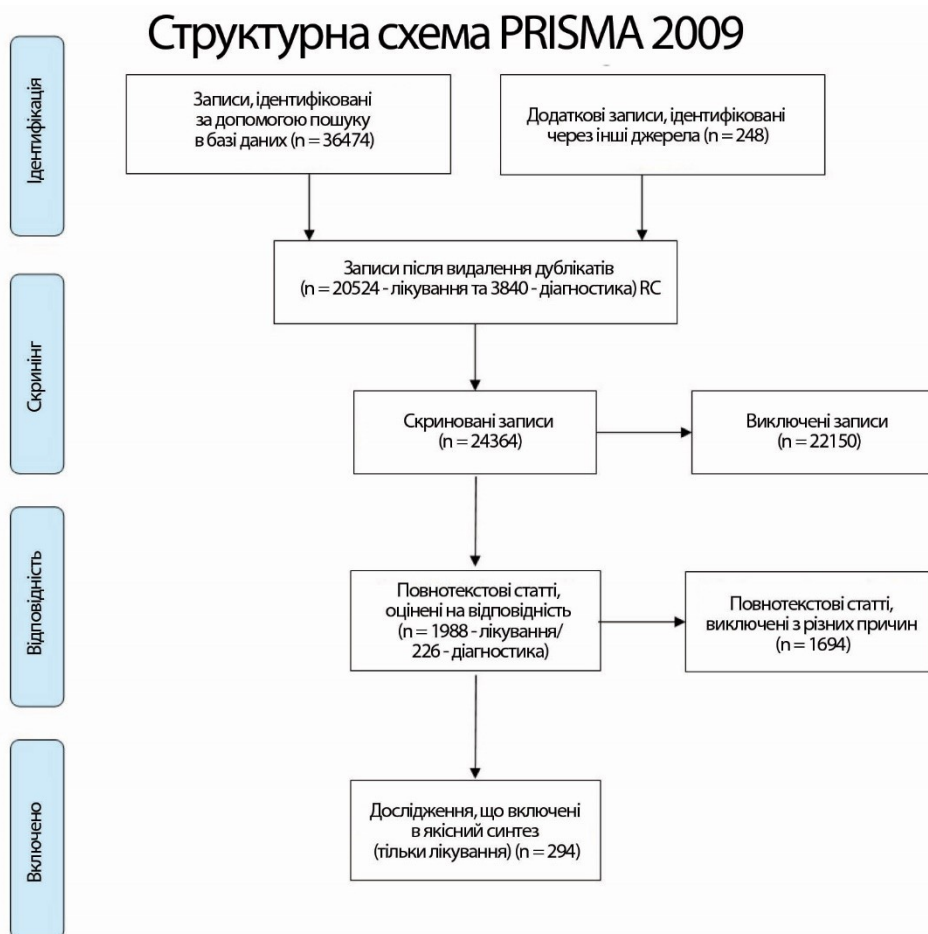 Структурна схема PRISMA 2009
Ідентифікація
Записи, ідентифіковані
за допомогою пошуку
в базі даних (n = 36474)
Додаткові записи, ідентифіковані
через інші джерела (n = 248)
Записи після видалення дублікатів
(n = 20524 - лікування та 3840 - діагностика) RC
Скринінг
Скриновані записи
(n = 24364)
Виключені записи
(n = 22150)
Відповідність
Повнотекстові статті,
оцінені на відповідність
(n = 1988 - лікування/
226 - діагностика)
Повнотекстові статті,
виключені з різних причин
(n = 1694)
Включено
Дослідження, що включені
в якісний синтез
(тільки лікування) (n = 294)